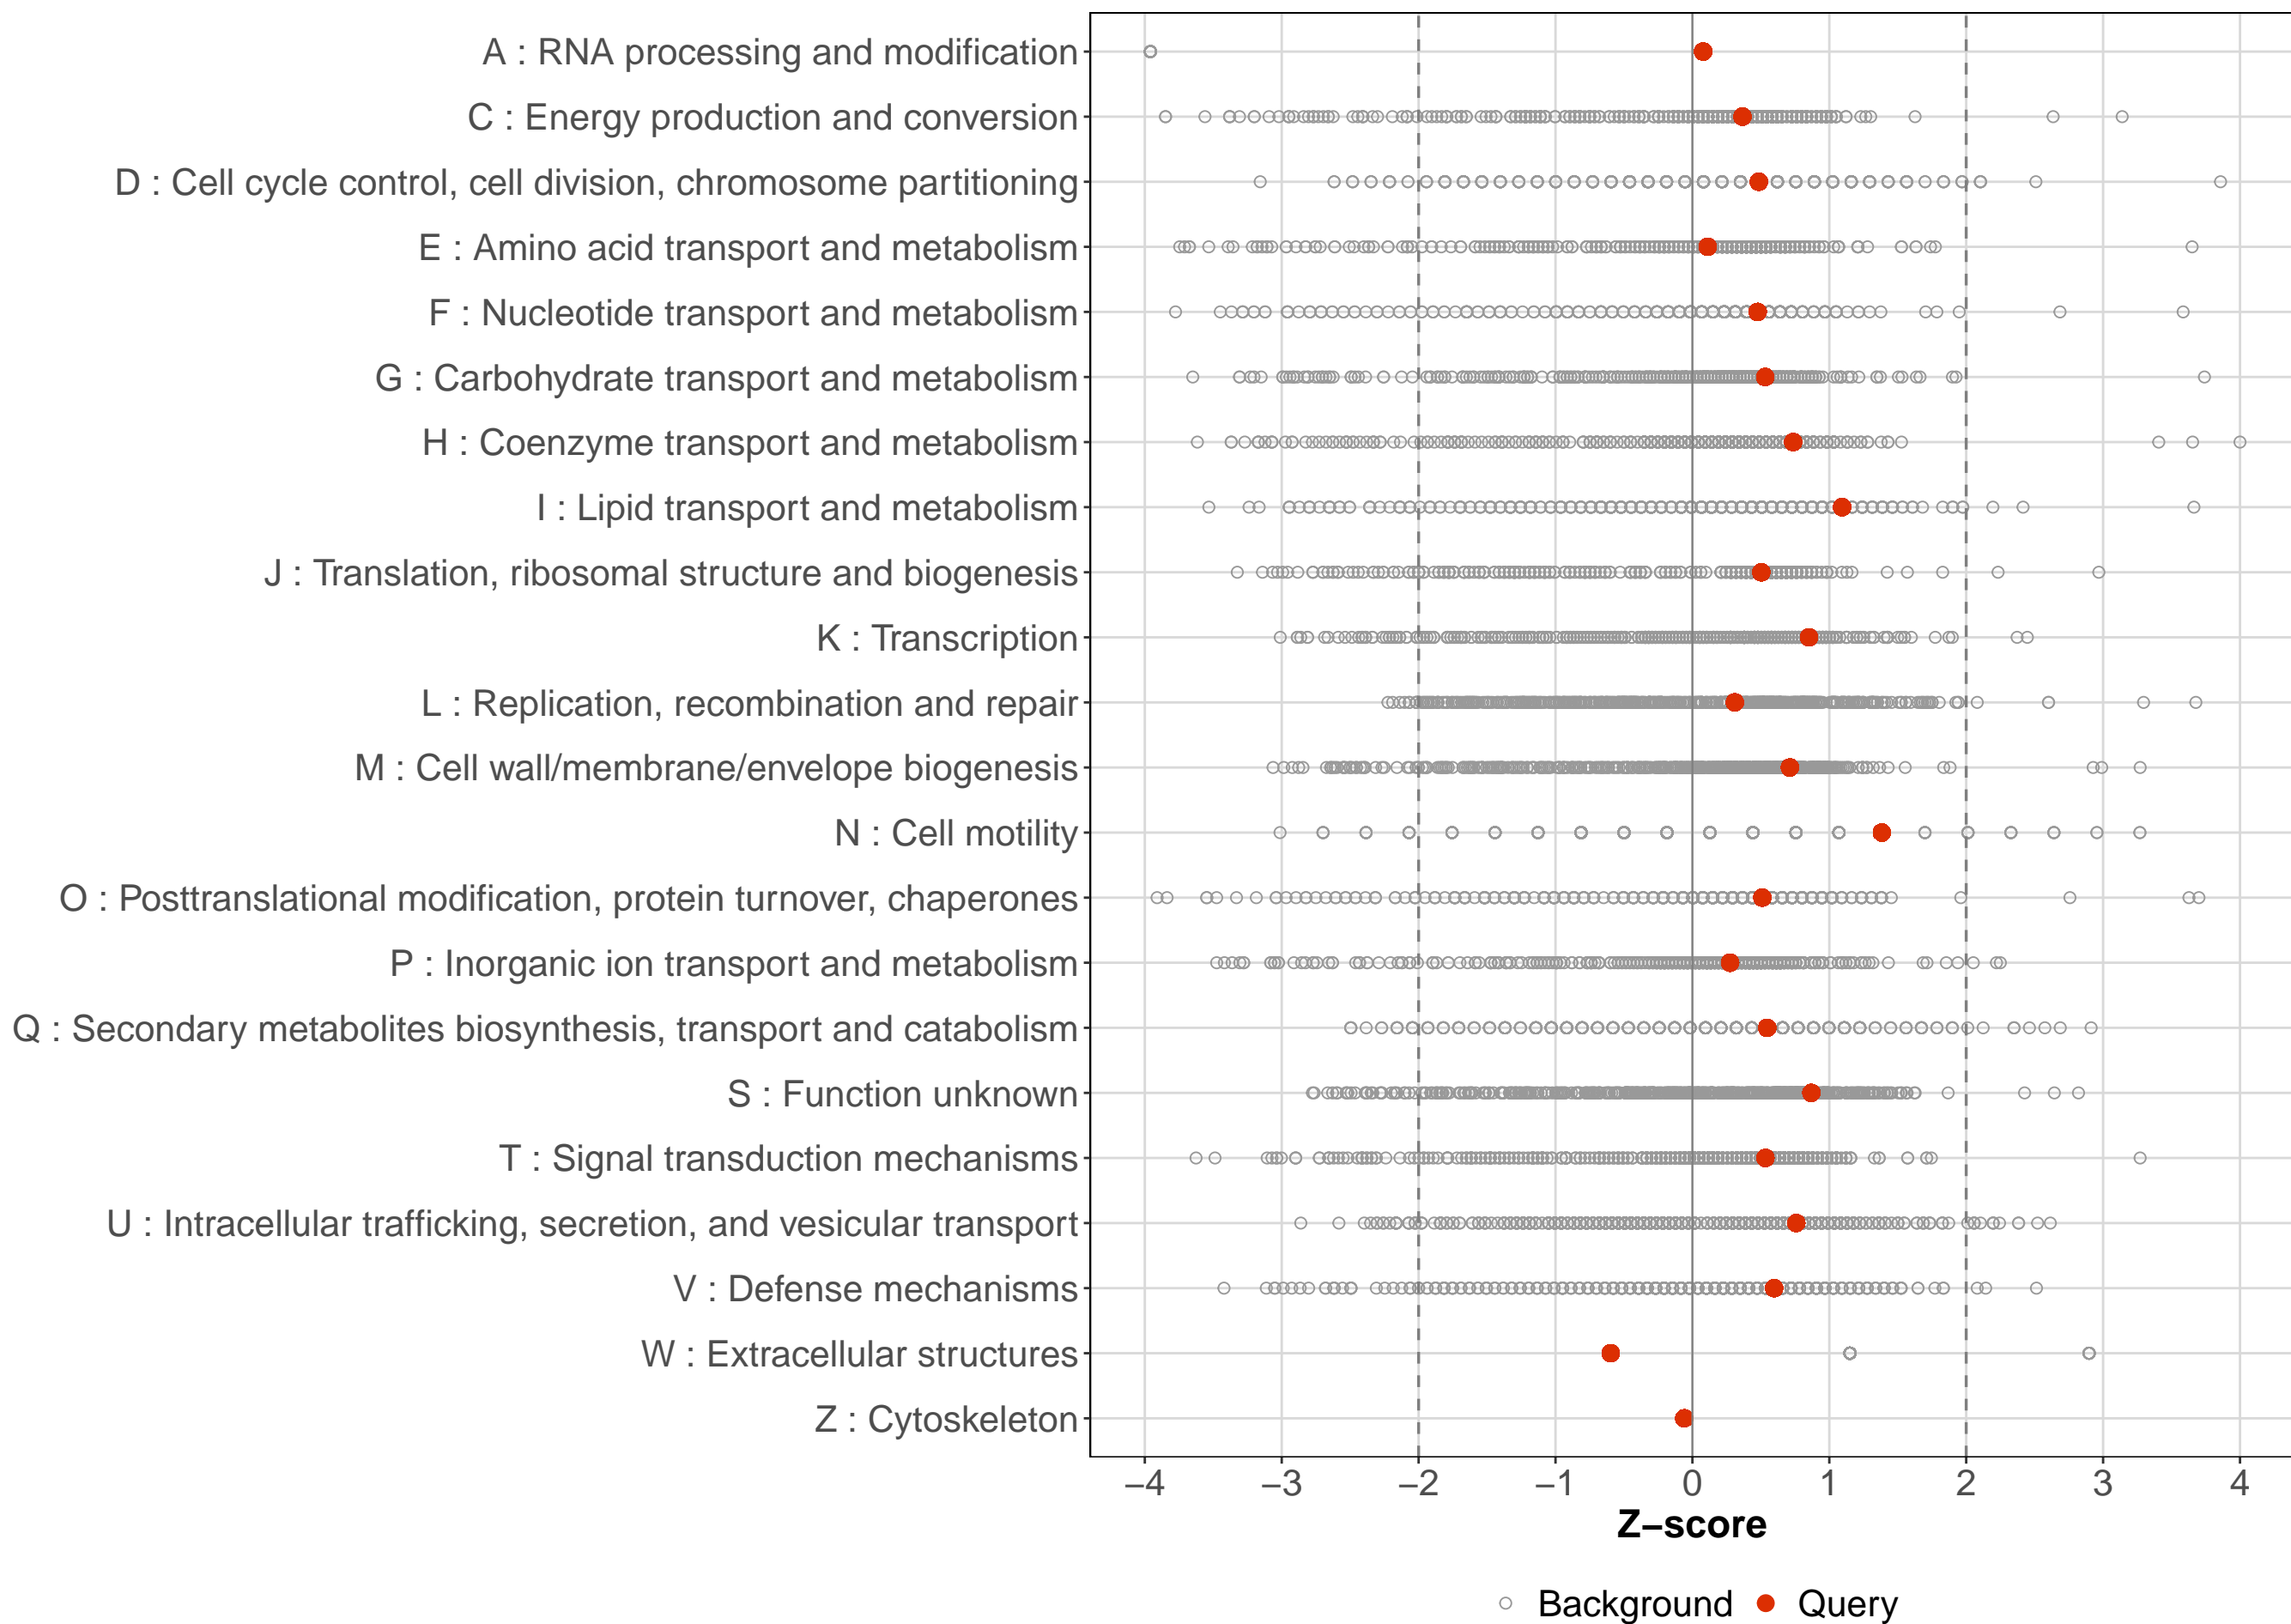 A : RNA processing and modification
C : Energy production and conversion
D : Cell cycle control, cell division, chromosome partitioning
E : Amino acid transport and metabolism
F : Nucleotide transport and metabolism
G : Carbohydrate transport and metabolism
H : Coenzyme transport and metabolism
I : Lipid transport and metabolism
J : Translation, ribosomal structure and biogenesis
K : Transcription
L : Replication, recombination and repair
M : Cell wall/membrane/envelope biogenesis
N : Cell motility
O : Posttranslational modification, protein turnover, chaperones
P : Inorganic ion transport and metabolism
Q : Secondary metabolites biosynthesis, transport and catabolism
S : Function unknown
T : Signal transduction mechanisms
U : Intracellular trafficking, secretion, and vesicular transport
V : Defense mechanisms
W : Extracellular structures
Z : Cytoskeleton
−4 −3 −2 −1 0 1 2 3 4
Z−score
Background Query